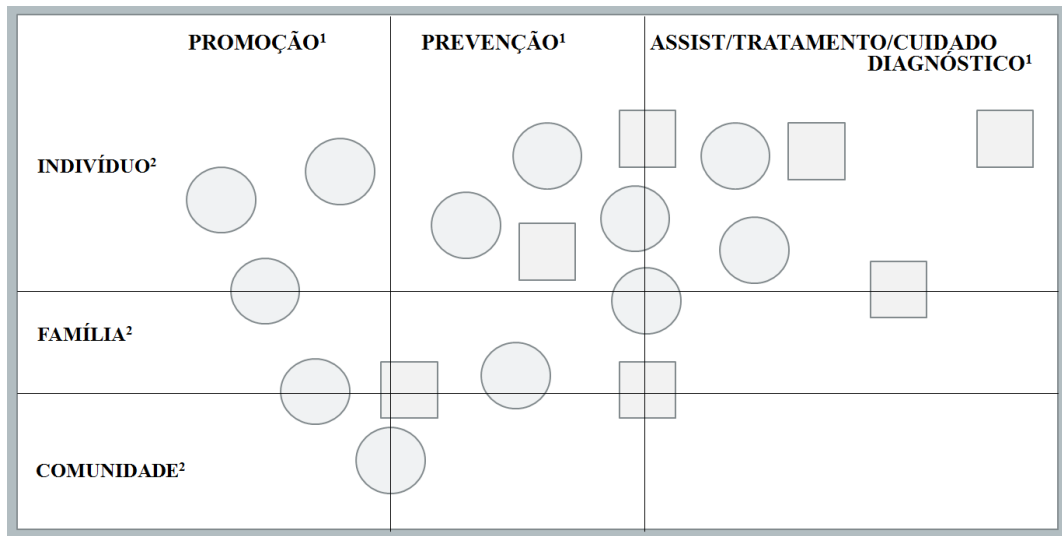 PROMOÇÃO¹ PREVENÇÃO¹ ASSIST/TRATAMENTO/CUIDADO
DIAGNÓSTICO¹
INDIVÍDUO²
FAMÍLIA²
COMUNIDADE²